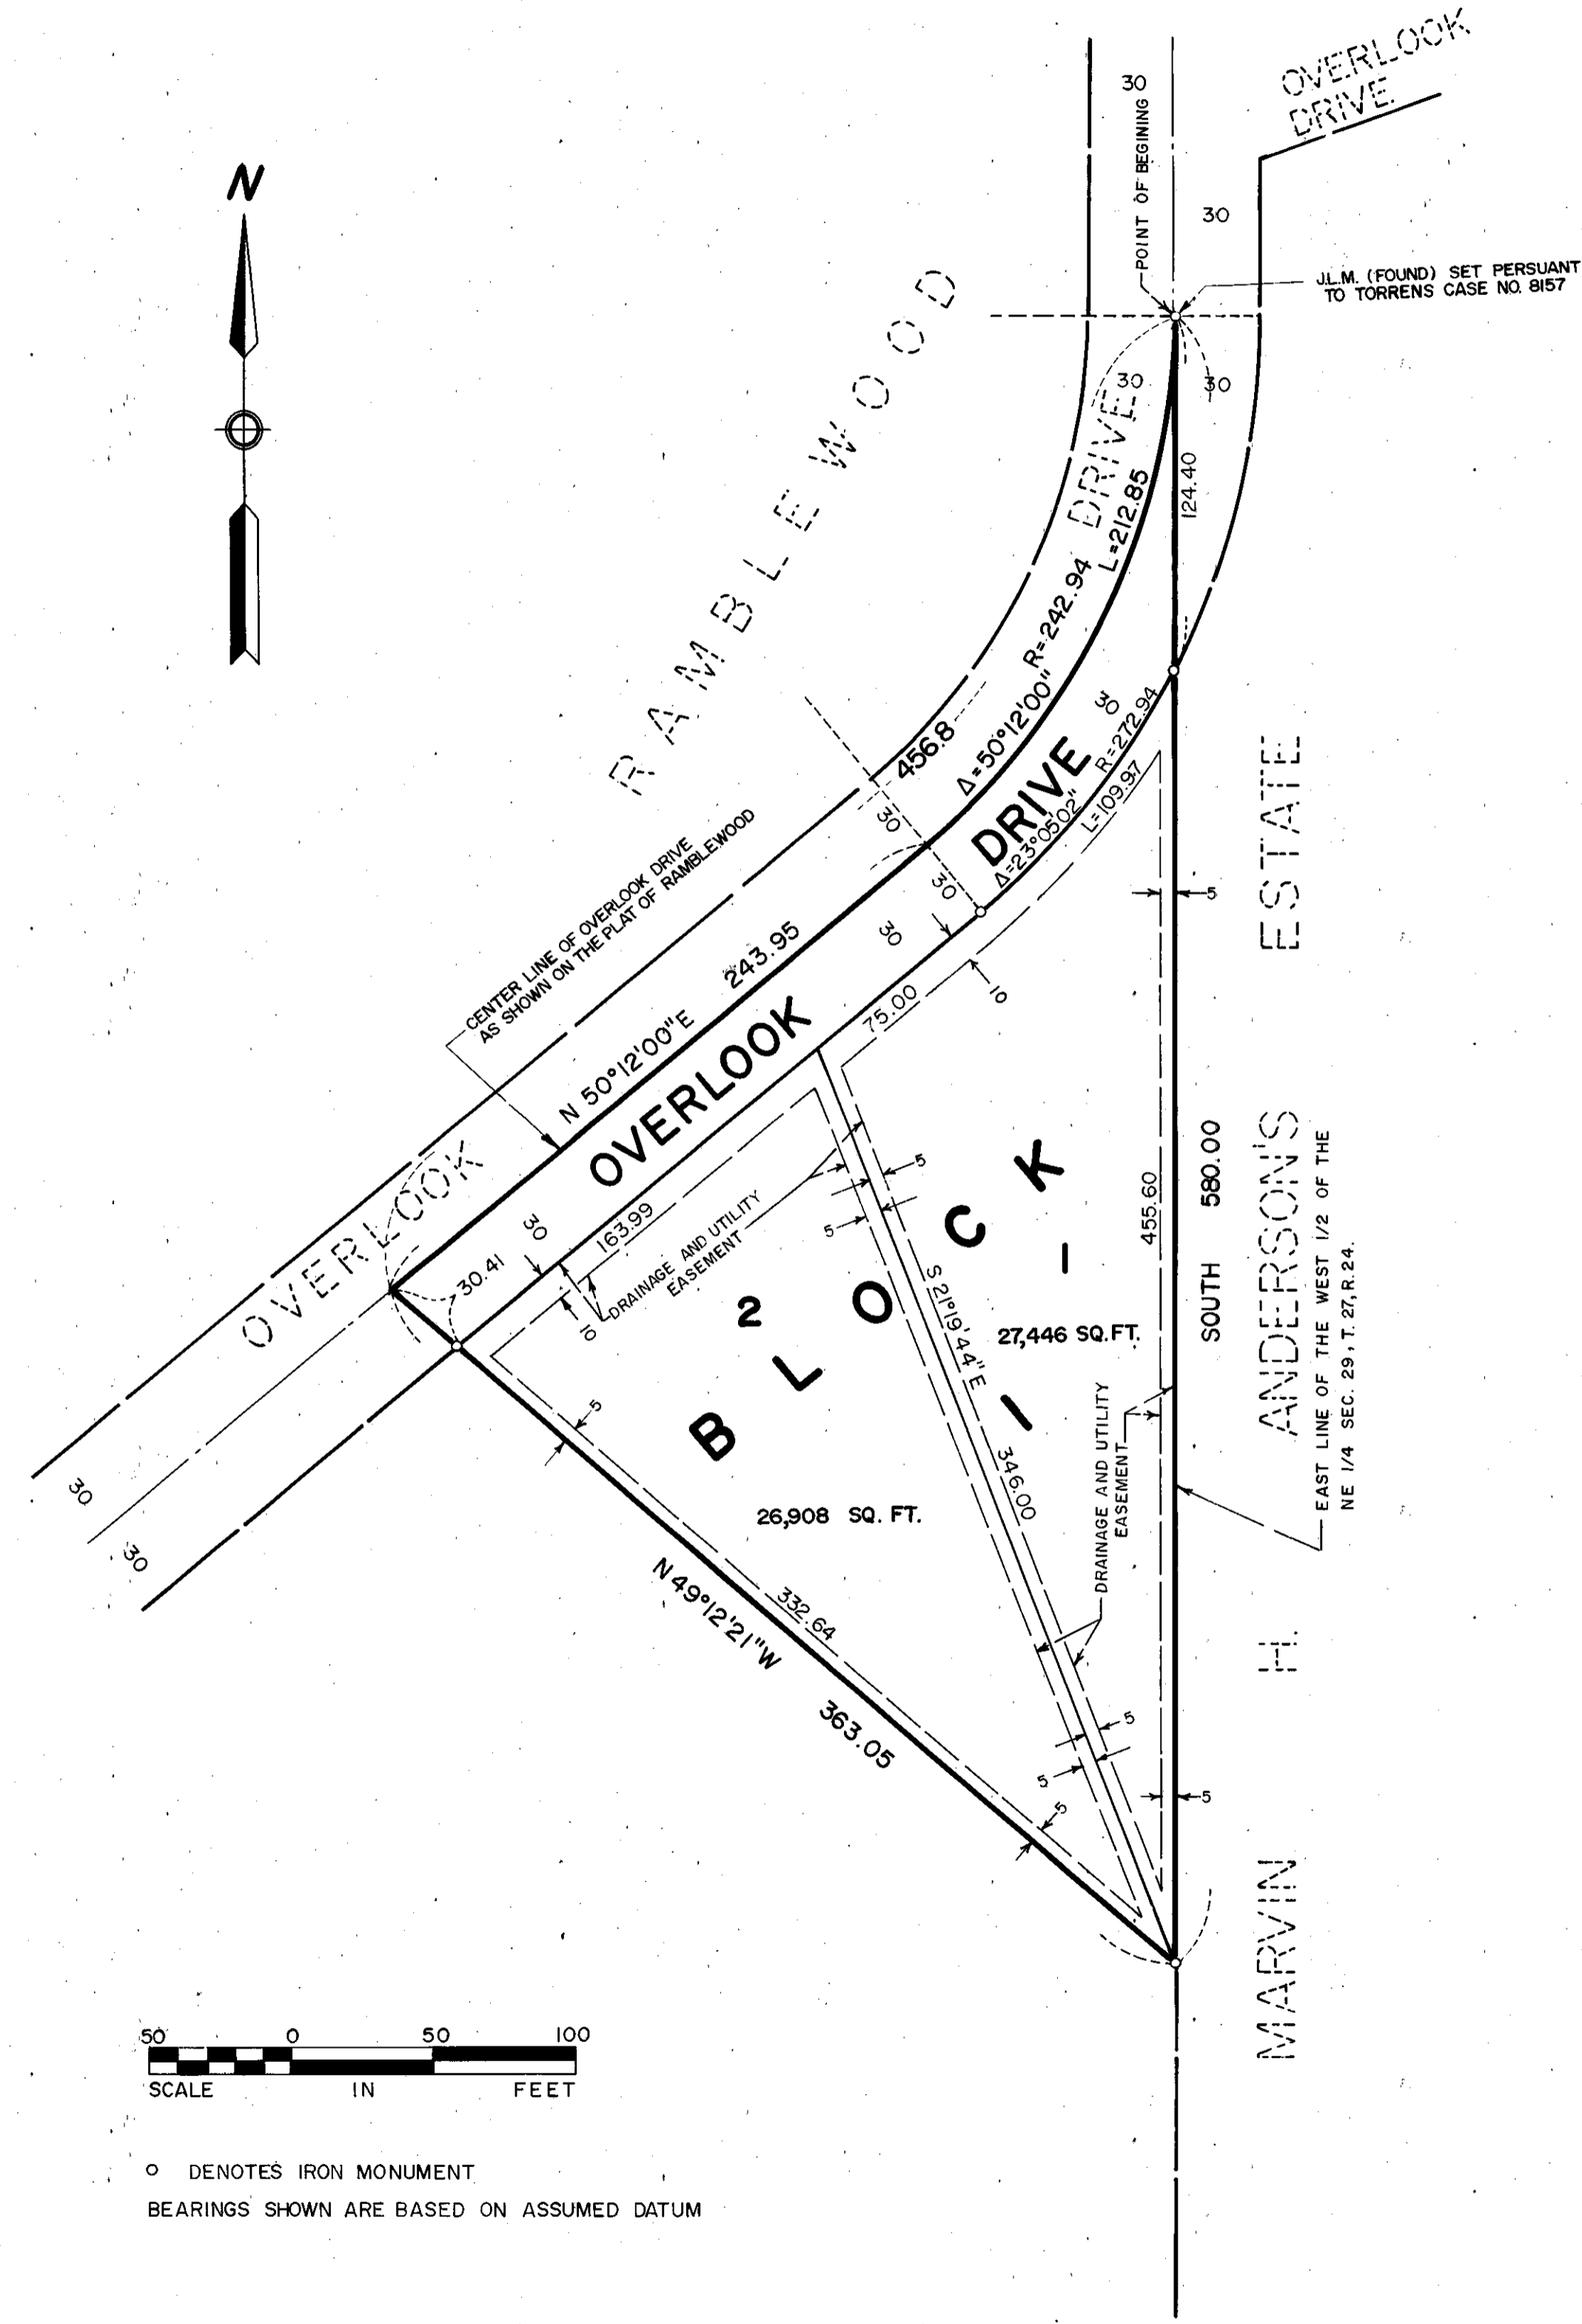 OVERLOOK
DRIVE
30
POINT OF BEGINING
30
N
J.L.M. (FOUND) SET PERSUANT
TO TORRENS CASE NO. 8157
RAMBLEWOOD
30
30
DRIVE
L=212.85
124.40
R=242.94
Δ=50°12'00"
456.8
30
R=272.94
DRIVE
Δ=23°05'02"
L=109.97
30
30
30
5
CENTER LINE OF OVERLOOK DRIVE
AS SHOWN ON THE PLAT OF RAMBLEWOOD
243.95
N 50°12'00"E
OVERLOOK
75.00
10
OVERLOOK
30
163.99
30.41
10
DRAINAGE AND UTILITY
EASEMENT
5
5
S 21°19'44"E
346.00
BLOCK 1
2
1
27,446 SQ.FT.
26,908 SQ. FT.
455.60
SOUTH 580.00
MARVIN H. ANDERSON'S ESTATE
EAST LINE OF THE WEST 1/2 OF THE
NE 1/4 SEC. 29, T. 27, R. 24.
DRAINAGE AND UTILITY
EASEMENT
5
30
30
332.64
N 49°12'21"W
363.05
5
5
5
5
50 0 50 100
SCALE IN FEET
O DENOTES IRON MONUMENT
BEARINGS SHOWN ARE BASED ON ASSUMED DATUM